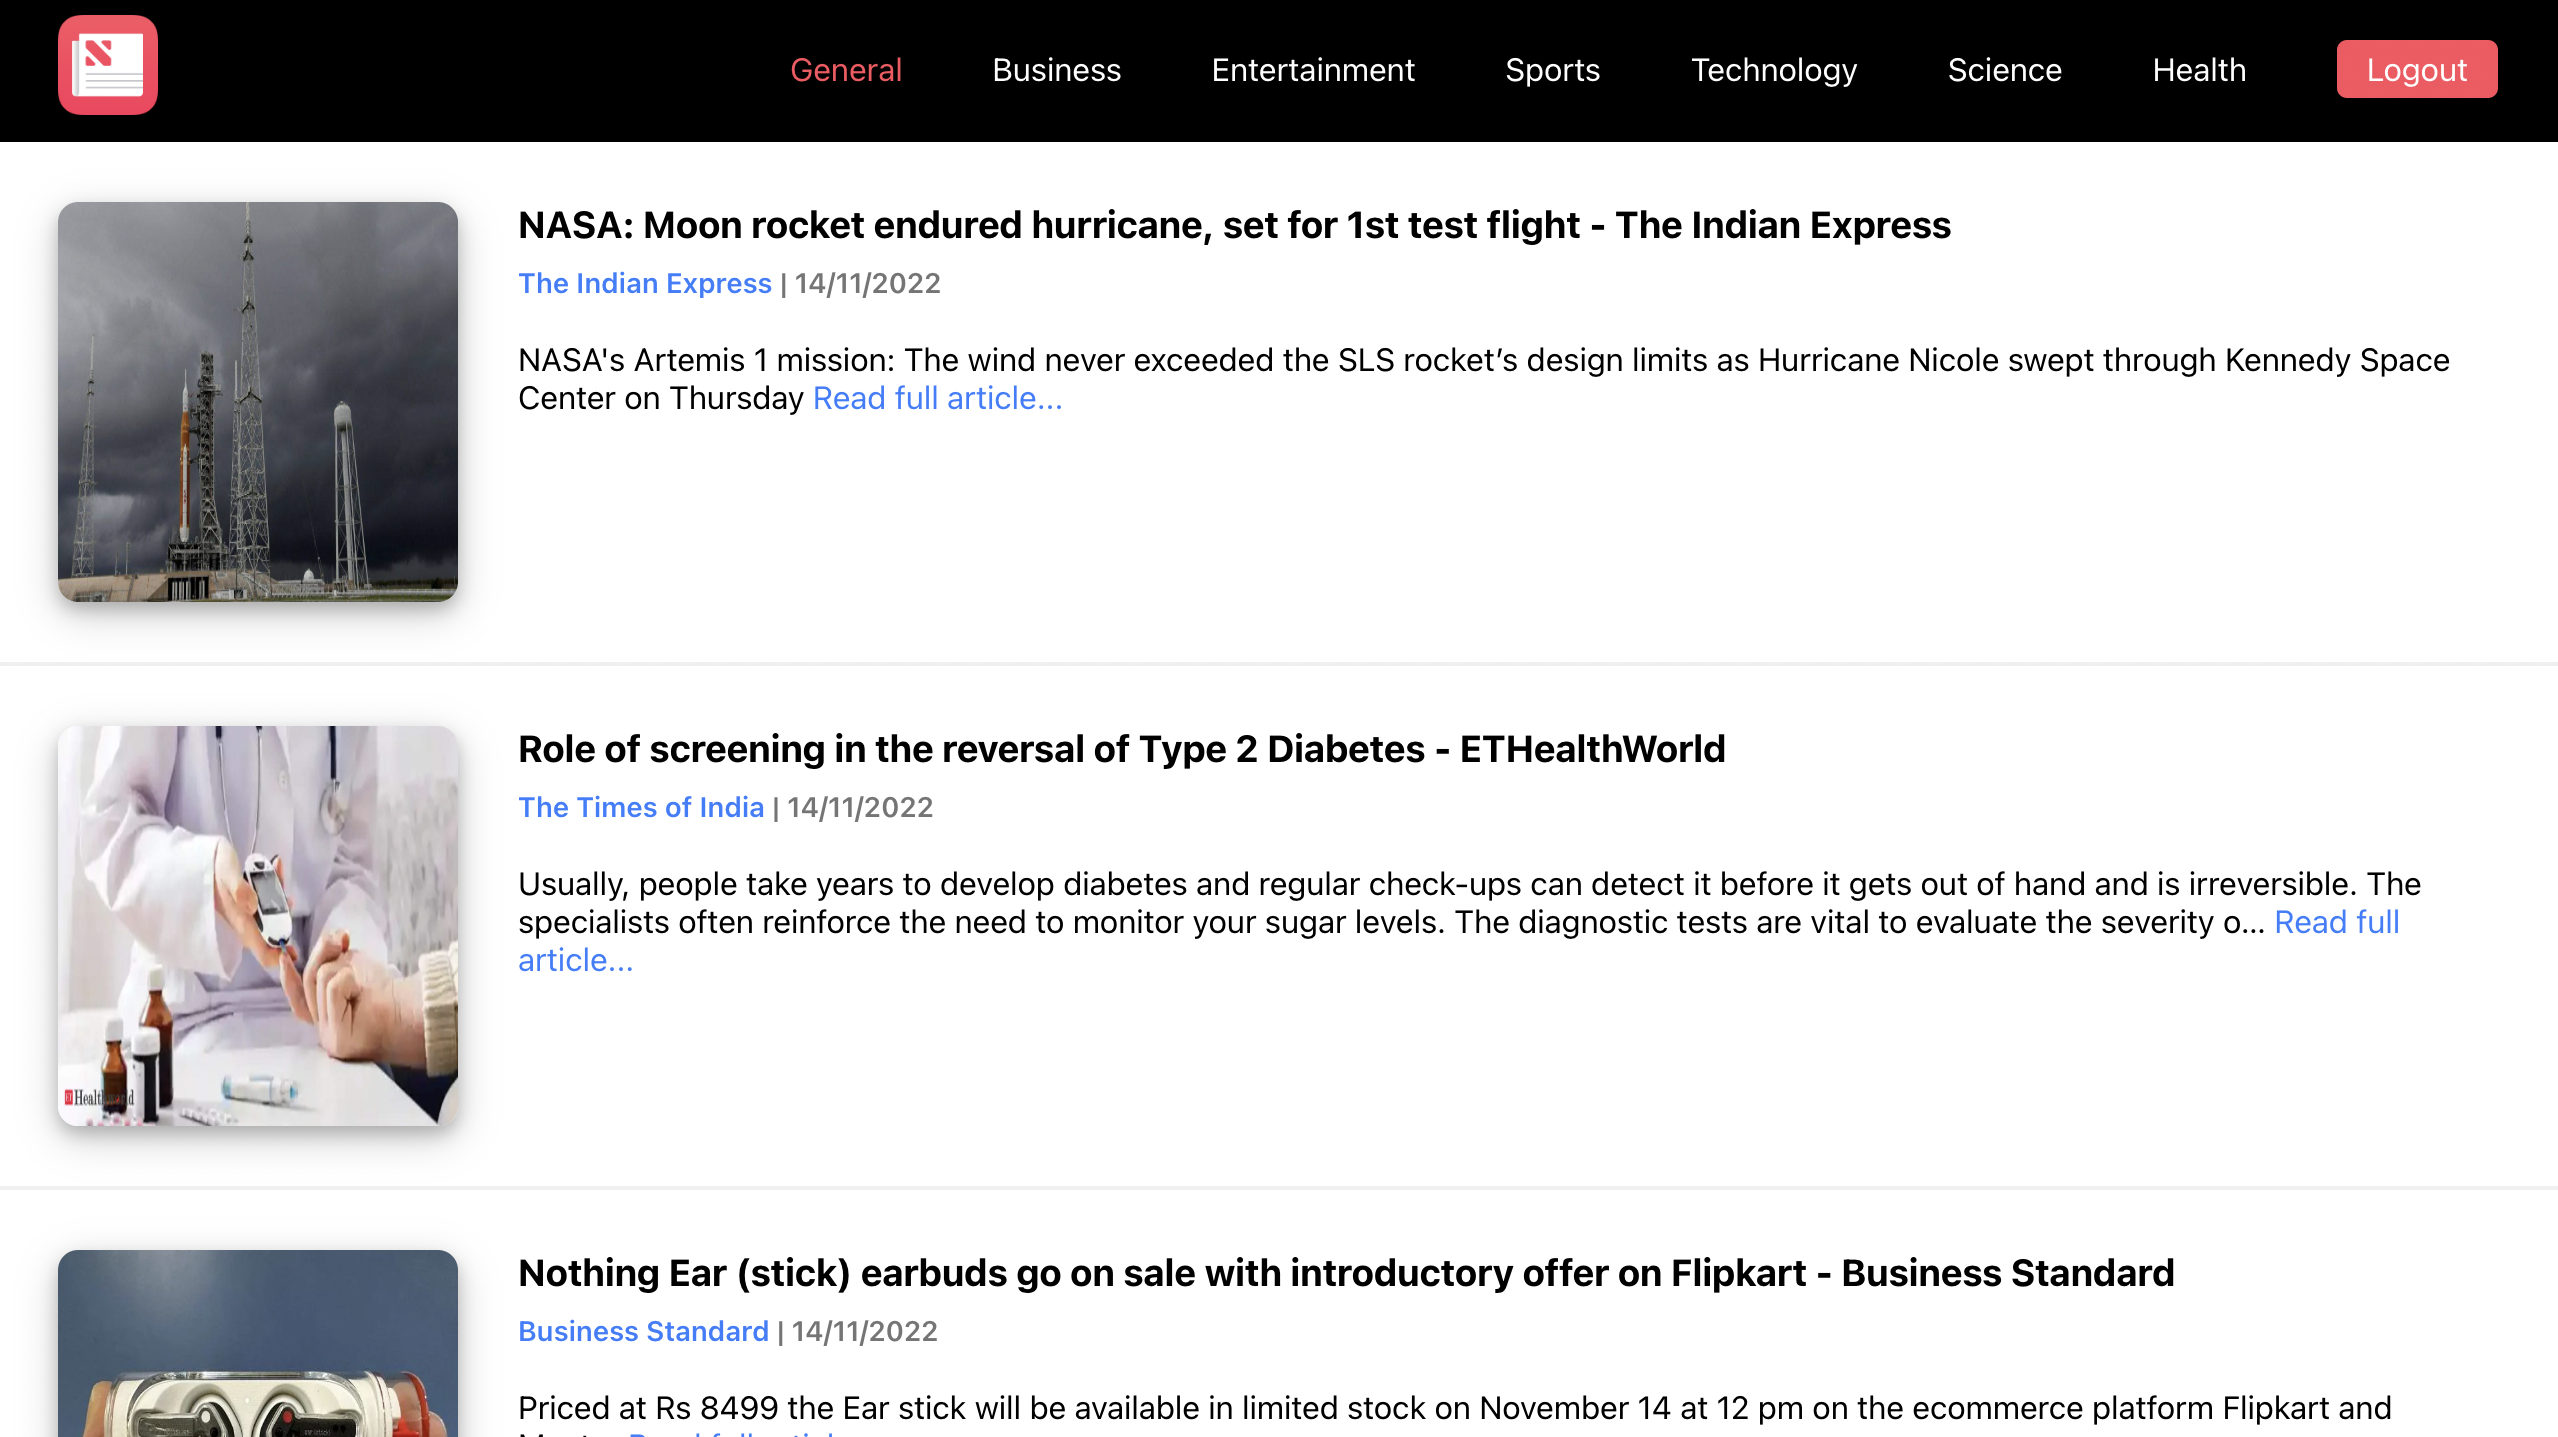 General Business Entertainment Sports Technology Science Health Logout
NASA: Moon rocket endured hurricane, set for 1st test flight - The Indian Express
The Indian Express | 14/11/2022
NASA's Artemis 1 mission: The wind never exceeded the SLS rocket’s design limits as Hurricane Nicole swept through Kennedy Space
Center on Thursday Read full article...
Role of screening in the reversal of Type 2 Diabetes - ETHealthWorld
The Times of India | 14/11/2022
Usually, people take years to develop diabetes and regular check-ups can detect it before it gets out of hand and is irreversible. The
specialists often reinforce the need to monitor your sugar levels. The diagnostic tests are vital to evaluate the severity o... Read full
article...
Nothing Ear (stick) earbuds go on sale with introductory offer on Flipkart - Business Standard
Business Standard | 14/11/2022
Priced at Rs 8499 the Ear stick will be available in limited stock on November 14 at 12 pm on the ecommerce platform Flipkart and